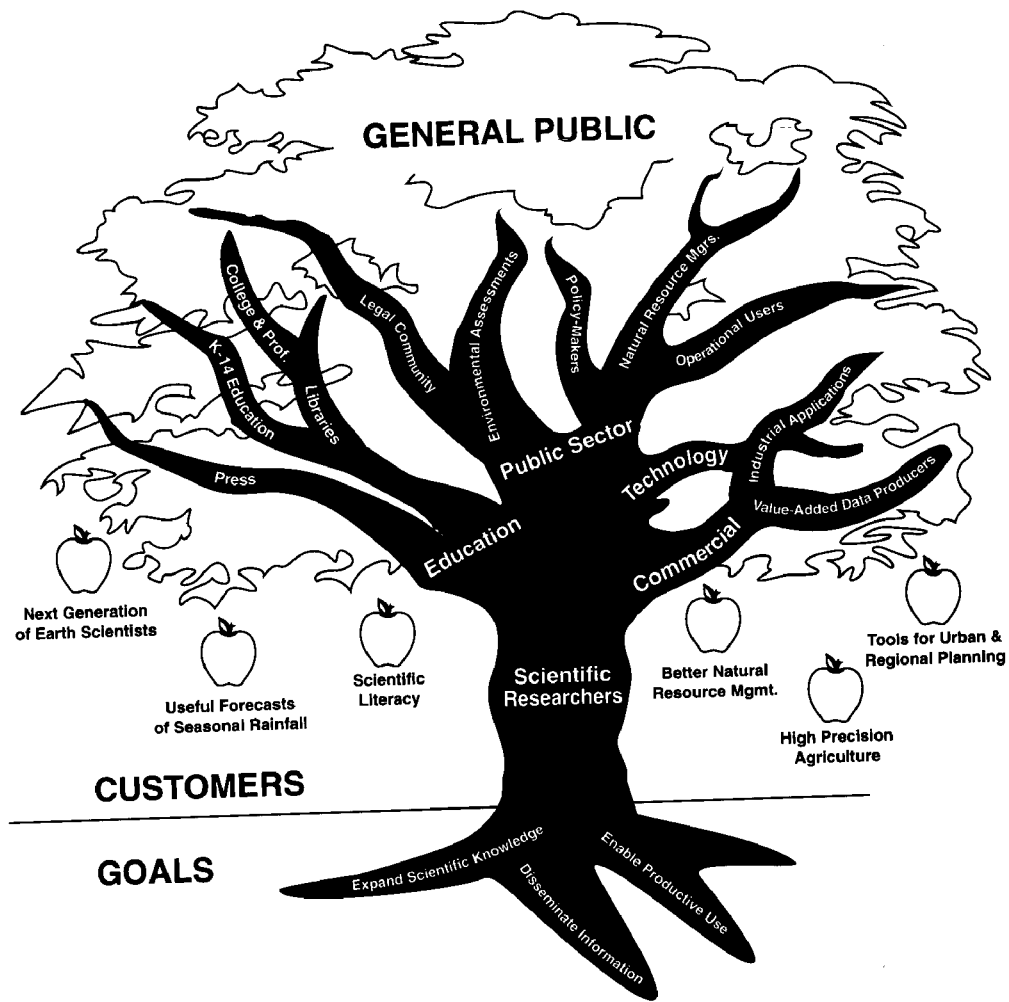 GENERAL PUBLIC
College & Prof.
Legal Community
Environmental Assessments
Policy-Makers
Natural Resource Mgrs.
Operational Users
K-14 Education
Libraries
Press
Public Sector
Technology
Industrial Applications
Value-Added Data Producers
Education
Commercial
Next Generation
of Earth Scientists
Useful Forecasts
of Seasonal Rainfall
Scientific
Literacy
Scientific
Researchers
Better Natural
Resource Mgmt.
Tools for Urban &
Regional Planning
High Precision
Agriculture
CUSTOMERS
GOALS
Expand Scientific Knowledge
Disseminate Information
Enable Productive Use